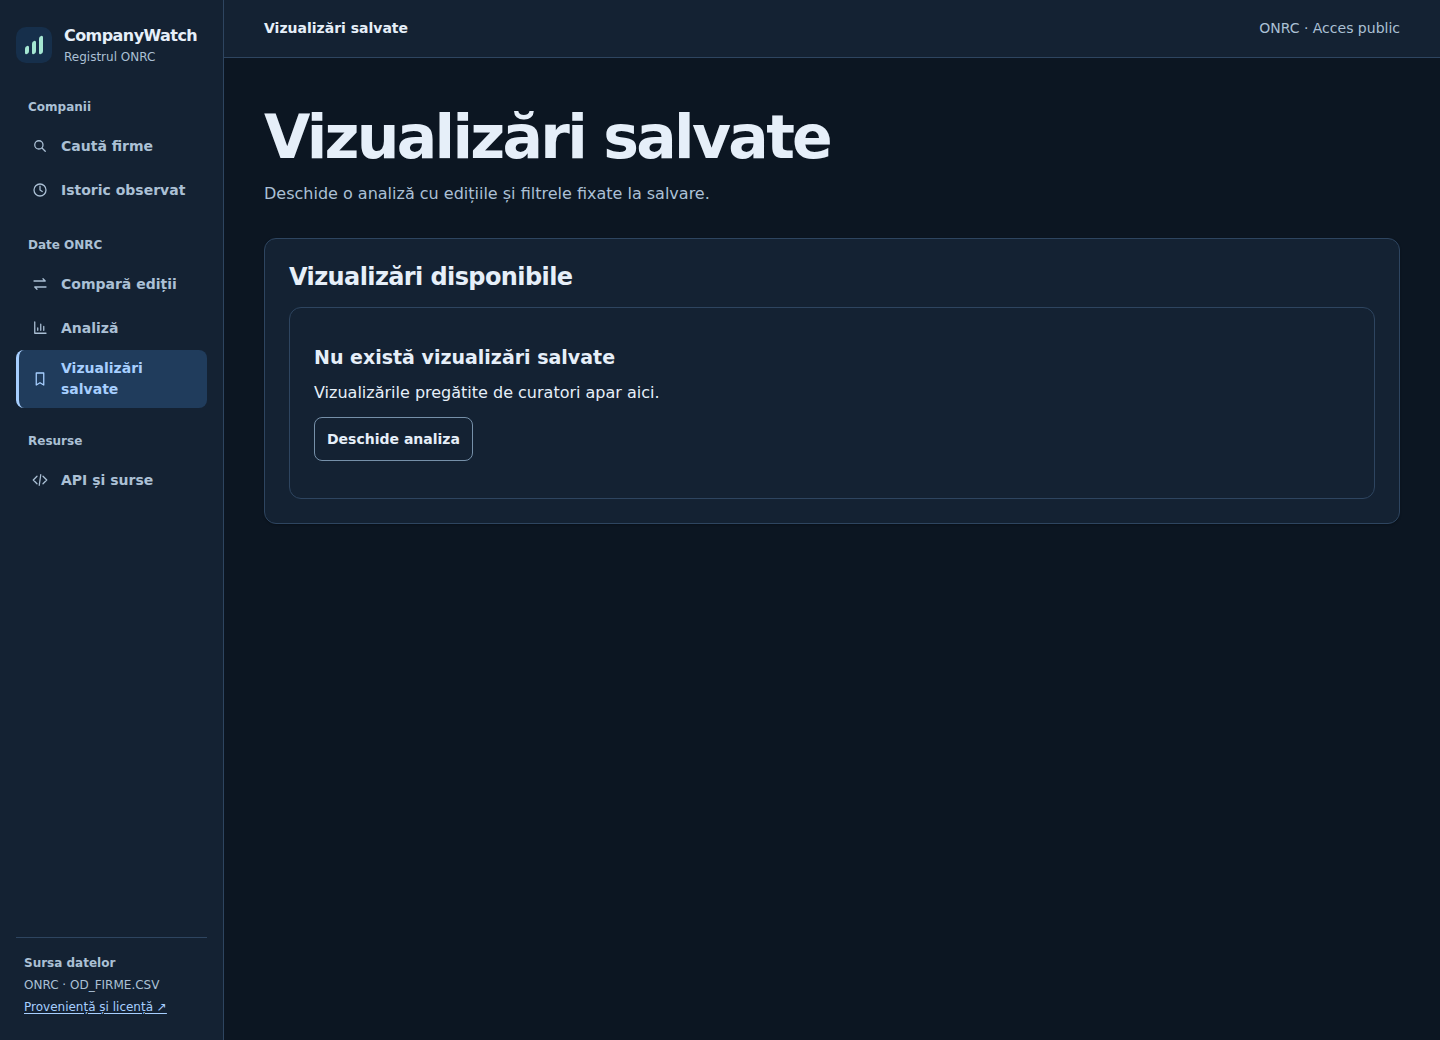 CompanyWatch
Registrul ONRC
Companii
Caută firme
Istoric observat
Date ONRC
Compară ediții
Analiză
Vizualizări
salvate
Resurse
API și surse
Sursa datelor
ONRC · OD_FIRME.CSV
Proveniență și licență ↗
Vizualizări salvate
ONRC · Acces public
Vizualizări salvate
Deschide o analiză cu edițiile și filtrele fixate la salvare.
Vizualizări disponibile
Nu există vizualizări salvate
Vizualizările pregătite de curatori apar aici.
Deschide analiza